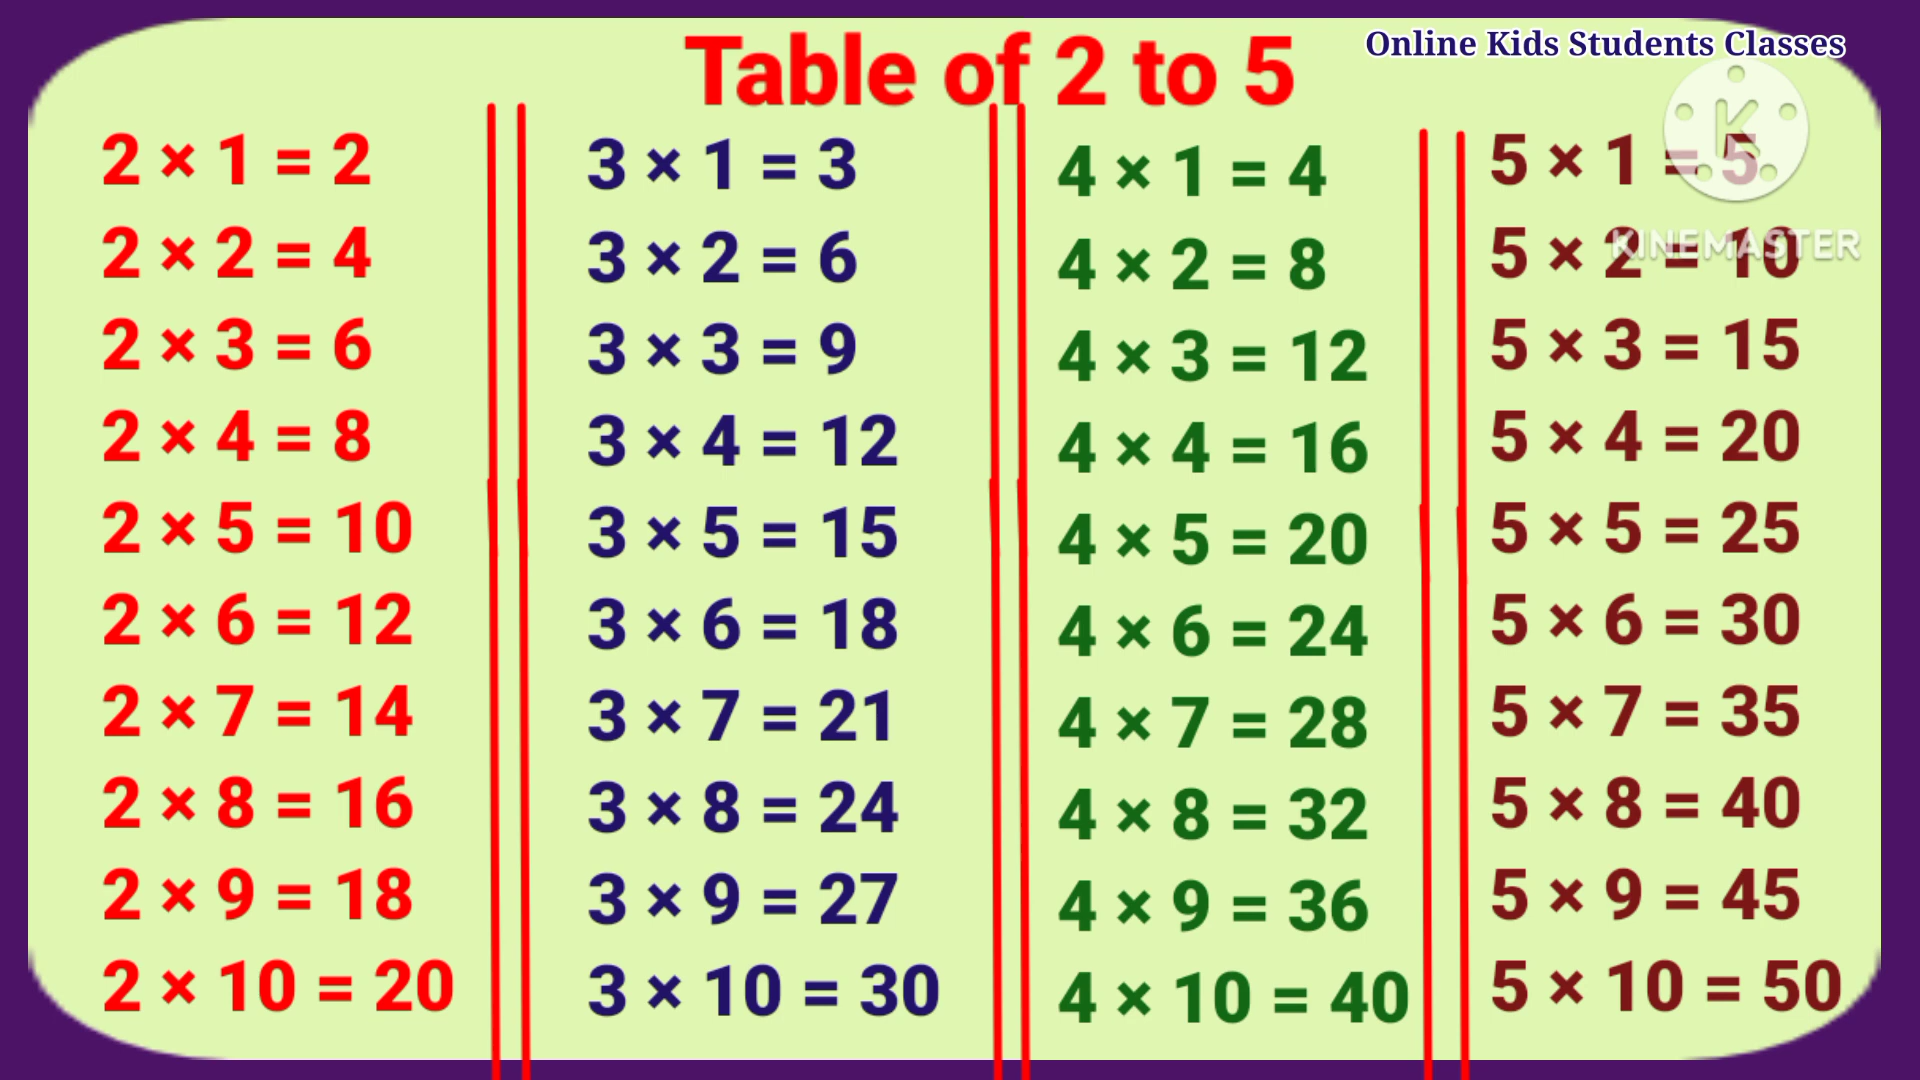 Online Kids Students Classes
Table of 2 to 5
K
KINEMASTER
2 × 1 = 2
2 × 2 = 4
2 × 3 = 6
2 × 4 = 8
2 × 5 = 10
2 × 6 = 12
2 × 7 = 14
2 × 8 = 16
2 × 9 = 18
2 × 10 = 20
3 × 1 = 3
3 × 2 = 6
3 × 3 = 9
3 × 4 = 12
3 × 5 = 15
3 × 6 = 18
3 × 7 = 21
3 × 8 = 24
3 × 9 = 27
3 × 10 = 30
4 × 1 = 4
4 × 2 = 8
4 × 3 = 12
4 × 4 = 16
4 × 5 = 20
4 × 6 = 24
4 × 7 = 28
4 × 8 = 32
4 × 9 = 36
4 × 10 = 40
5 × 1 = 5
5 × 2 = 10
5 × 3 = 15
5 × 4 = 20
5 × 5 = 25
5 × 6 = 30
5 × 7 = 35
5 × 8 = 40
5 × 9 = 45
5 × 10 = 50